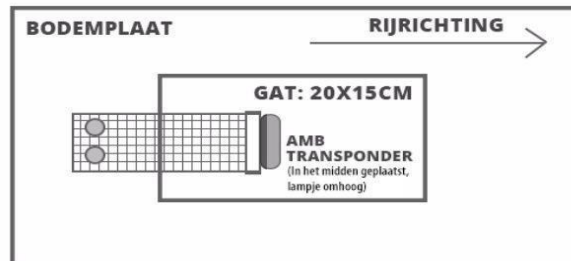 BODEMPLAAT
RIJRICHTING
GAT: 20X15CM
AMB
TRANSPONDER
(In het midden geplaatst,
lampje omhoog)